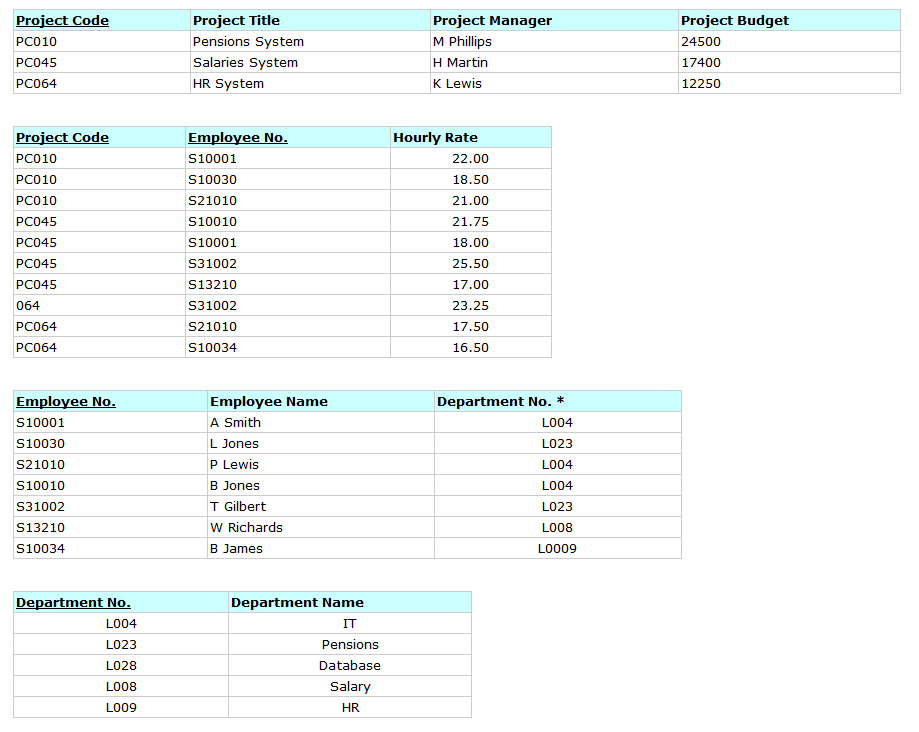 Project Code Project Title Project Manager Project Budget
PC010 Pensions System M Phillips 24500
PC045 Salaries System H Martin 17400
PC064 HR System K Lewis 12250
Project Code Employee No. Hourly Rate
PC010 S10001 22.00
PC010 S10030 18.50
PC010 S21010 21.00
PC045 S10010 21.75
PC045 S10001 18.00
PC045 S31002 25.50
PC045 S13210 17.00
064 S31002 23.25
PC064 S21010 17.50
PC064 S10034 16.50
Employee No. Employee Name Department No. *
S10001 A Smith L004
S10030 L Jones L023
S21010 P Lewis L004
S10010 B Jones L004
S31002 T Gilbert L023
S13210 W Richards L008
S10034 B James L0009
Department No. Department Name
L004 IT
L023 Pensions
L028 Database
L008 Salary
L009 HR